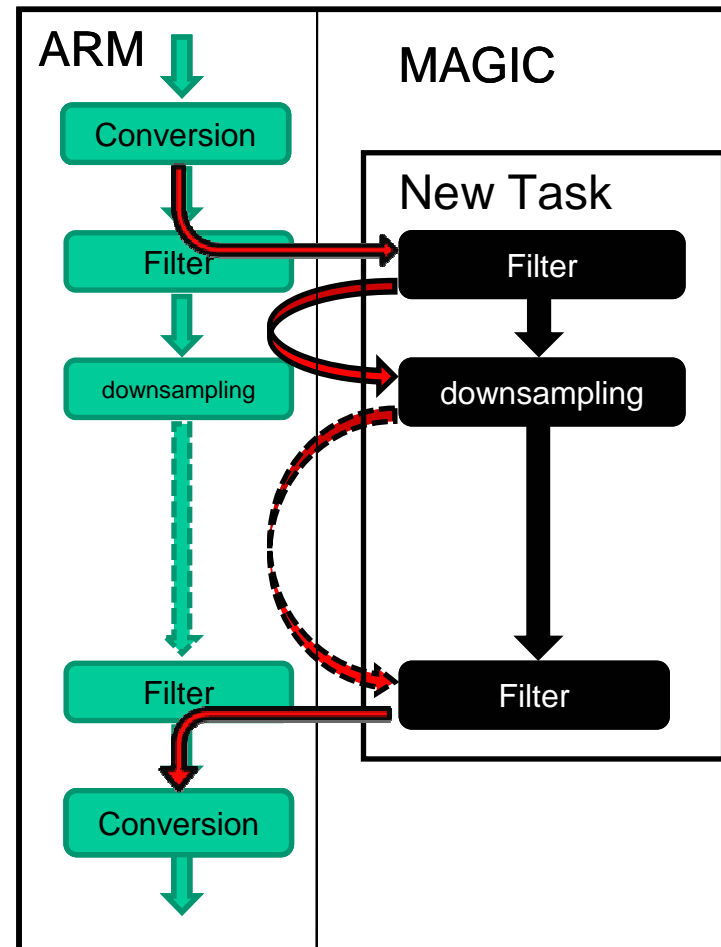 ARM
Conversion
Filter
downsampling
Filter
Conversion
MAGIC
New Task
Filter
downsampling
Filter